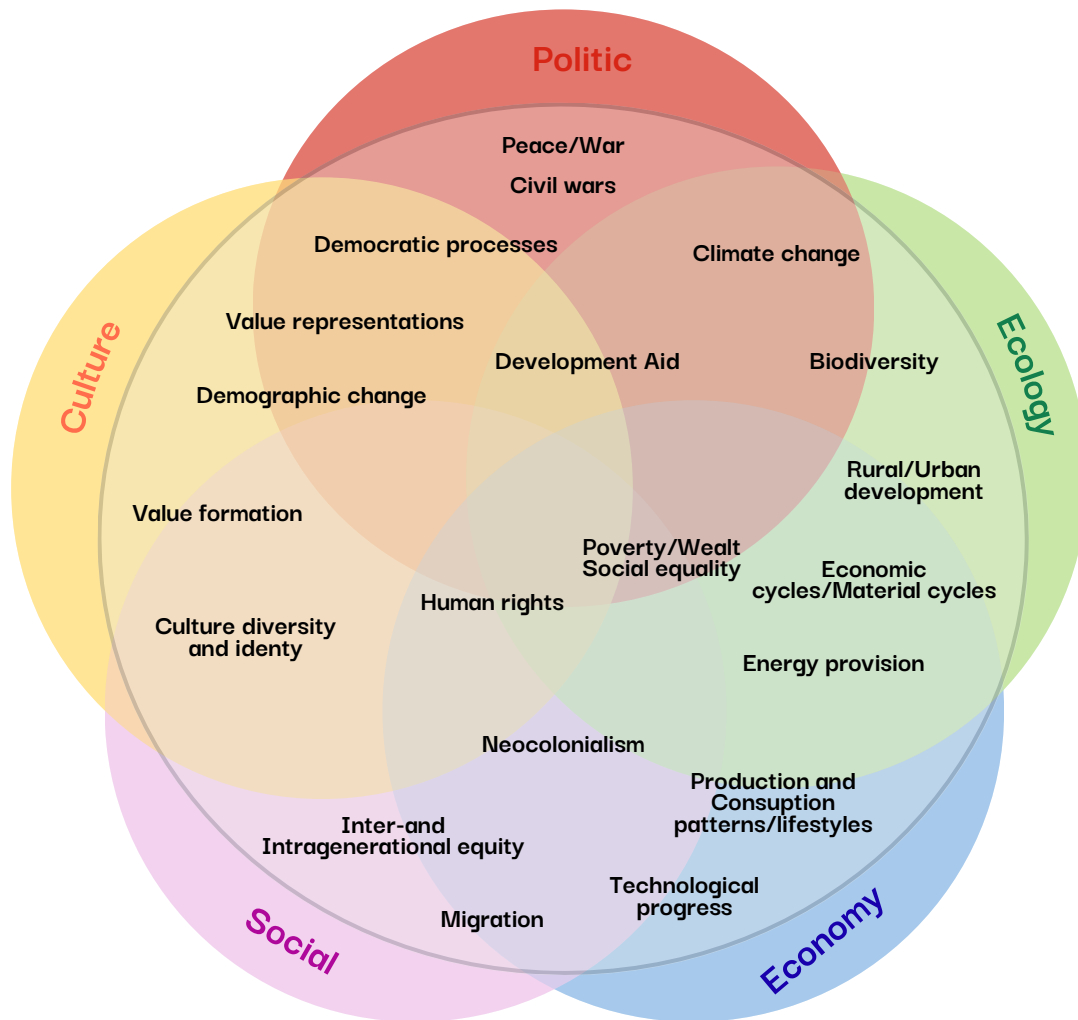 Politic
Peace/War
Civil wars
Democratic processes
Climate change
Value representations
Development Aid
Biodiversity
Culture
Ecology
Demographic change
Rural/Urban
development
Value formation
Poverty/Wealt
Social equality
Economic
cycles/Material cycles
Human rights
Culture diversity
and identy
Energy provision
Neocolonialism
Production and
Consuption
patterns/lifestyles
Inter-and
Intragenerational equity
Technological
progress
Migration
Social
Economy